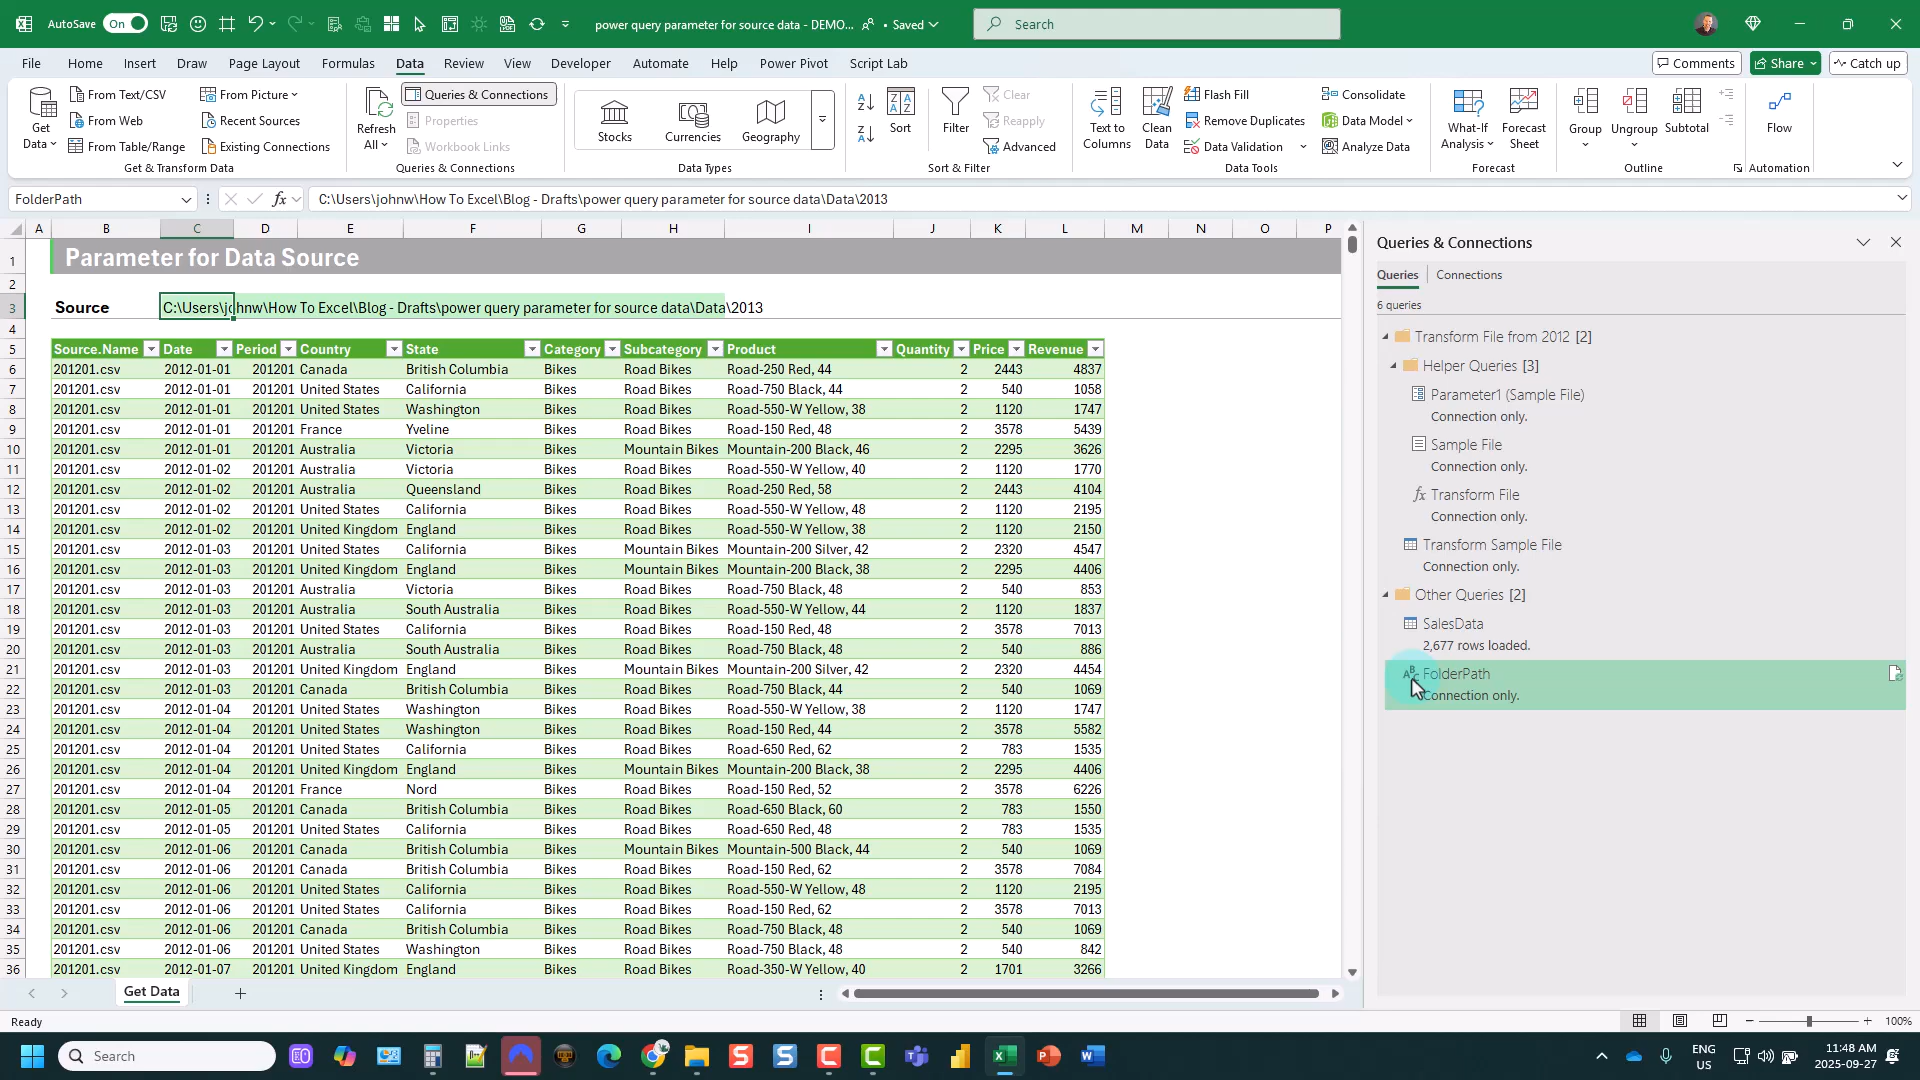 AutoSave On power query parameter for source data - DEMO... • Saved Search
File Home Insert Draw Page Layout Formulas Data Review View Developer Automate Help Power Pivot Script Lab Comments Share Catch up
Get Data From Text/CSV From Picture Refresh All Queries & Connections Stocks Currencies Geography Sort Filter Clear Text to Columns Clean Data Flash Fill Consolidate What-If Analysis Forecast Sheet Group Ungroup Subtotal Flow
From Web Recent Sources Properties Reapply Remove Duplicates Data Model
From Table/Range Existing Connections Workbook Links Advanced Data Validation Analyze Data
Get & Transform Data Queries & Connections Data Types Sort & Filter Data Tools Forecast Outline Automation
FolderPath fx C:\Users\johnw\How To Excel\Blog - Drafts\power query parameter for source data\Data\2013
A B C D E F G H I J K L M N O P
1 Parameter for Data Source
2
3 Source C:\Users\johnw\How To Excel\Blog - Drafts\power query parameter for source data\Data\2013
4
5 Source.Name Date Period Country State Category Subcategory Product Quantity Price Revenue
6 201201.csv 2012-01-01 201201 Canada British Columbia Bikes Road Bikes Road-250 Red, 44 2 2443 4837
7 201201.csv 2012-01-01 201201 United States California Bikes Road Bikes Road-750 Black, 44 2 540 1058
8 201201.csv 2012-01-01 201201 United States Washington Bikes Road Bikes Road-550-W Yellow, 38 2 1120 1747
9 201201.csv 2012-01-01 201201 France Yveline Bikes Road Bikes Road-150 Red, 48 2 3578 5439
10 201201.csv 2012-01-01 201201 Australia Victoria Bikes Mountain Bikes Mountain-200 Black, 46 2 2295 3626
11 201201.csv 2012-01-02 201201 Australia Victoria Bikes Road Bikes Road-550-W Yellow, 40 2 1120 1770
12 201201.csv 2012-01-02 201201 Australia Queensland Bikes Road Bikes Road-250 Red, 58 2 2443 4104
13 201201.csv 2012-01-02 201201 United States California Bikes Road Bikes Road-550-W Yellow, 48 2 1120 2195
14 201201.csv 2012-01-02 201201 United Kingdom England Bikes Road Bikes Road-550-W Yellow, 38 2 1120 2150
15 201201.csv 2012-01-03 201201 United States California Bikes Mountain Bikes Mountain-200 Silver, 42 2 2320 4547
16 201201.csv 2012-01-03 201201 United Kingdom England Bikes Mountain Bikes Mountain-200 Black, 38 2 2295 4406
17 201201.csv 2012-01-03 201201 Australia Victoria Bikes Road Bikes Road-750 Black, 48 2 540 853
18 201201.csv 2012-01-03 201201 Australia South Australia Bikes Road Bikes Road-550-W Yellow, 44 2 1120 1837
19 201201.csv 2012-01-03 201201 United States California Bikes Road Bikes Road-150 Red, 48 2 3578 7013
20 201201.csv 2012-01-03 201201 Australia South Australia Bikes Road Bikes Road-750 Black, 48 2 540 886
21 201201.csv 2012-01-03 201201 United Kingdom England Bikes Mountain Bikes Mountain-200 Silver, 42 2 2320 4454
22 201201.csv 2012-01-03 201201 Canada British Columbia Bikes Road Bikes Road-750 Black, 44 2 540 1069
23 201201.csv 2012-01-04 201201 United States Washington Bikes Road Bikes Road-550-W Yellow, 38 2 1120 1747
24 201201.csv 2012-01-04 201201 United States Washington Bikes Road Bikes Road-150 Red, 44 2 3578 5582
25 201201.csv 2012-01-04 201201 United States California Bikes Road Bikes Road-650 Red, 62 2 783 1535
26 201201.csv 2012-01-04 201201 United Kingdom England Bikes Mountain Bikes Mountain-200 Black, 38 2 2295 4406
27 201201.csv 2012-01-04 201201 France Nord Bikes Road Bikes Road-150 Red, 52 2 3578 6226
28 201201.csv 2012-01-05 201201 Canada British Columbia Bikes Road Bikes Road-650 Black, 60 2 783 1550
29 201201.csv 2012-01-05 201201 United States California Bikes Road Bikes Road-650 Red, 48 2 783 1535
30 201201.csv 2012-01-06 201201 Canada British Columbia Bikes Mountain Bikes Mountain-500 Black, 44 2 540 1069
31 201201.csv 2012-01-06 201201 Canada British Columbia Bikes Road Bikes Road-150 Red, 62 2 3578 7084
32 201201.csv 2012-01-06 201201 United States California Bikes Road Bikes Road-550-W Yellow, 48 2 1120 2195
33 201201.csv 2012-01-06 201201 United States California Bikes Road Bikes Road-150 Red, 62 2 3578 7013
34 201201.csv 2012-01-06 201201 Canada British Columbia Bikes Road Bikes Road-750 Black, 48 2 540 1069
35 201201.csv 2012-01-06 201201 United States Washington Bikes Road Bikes Road-750 Black, 48 2 540 842
36 201201.csv 2012-01-07 201201 United Kingdom England Bikes Road Bikes Road-350-W Yellow, 40 2 1701 3266
Queries & Connections
Queries Connections
6 queries
Transform File from 2012 [2]
Helper Queries [3]
Parameter1 (Sample File)
Connection only.
Sample File
Connection only.
fx Transform File
Connection only.
Transform Sample File
Connection only.
Other Queries [2]
SalesData
2,677 rows loaded.
FolderPath
Connection only.
Get Data
Ready 100%
Search ENG US 11:48 AM 2025-09-27